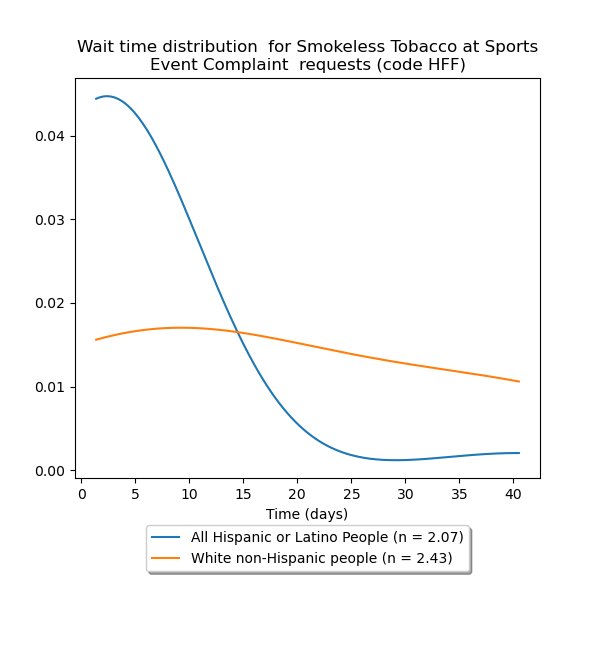 Wait time distribution  for Smokeless Tobacco at Sports
Event Complaint  requests (code HFF)
0.04
0.03
0.02
0.01
0.00
0 5 10 15 20 25 30 35 40
Time (days)
All Hispanic or Latino People (n = 2.07)
White non-Hispanic people (n = 2.43)